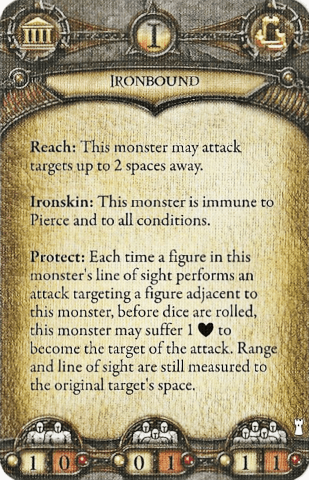 I
Ironbound
Reach: This monster may attack
targets up to 2 spaces away.
Ironskin: This monster is immune to
Pierce and to all conditions.
Protect: Each time a figure in this
monster's line of sight performs an
attack targeting a figure adjacent to
this monster, before dice are rolled,
this monster may suffer 1 ♥ to
become the target of the attack. Range
and line of sight are still measured to
the original target's space.
1 0 0 1 1 1